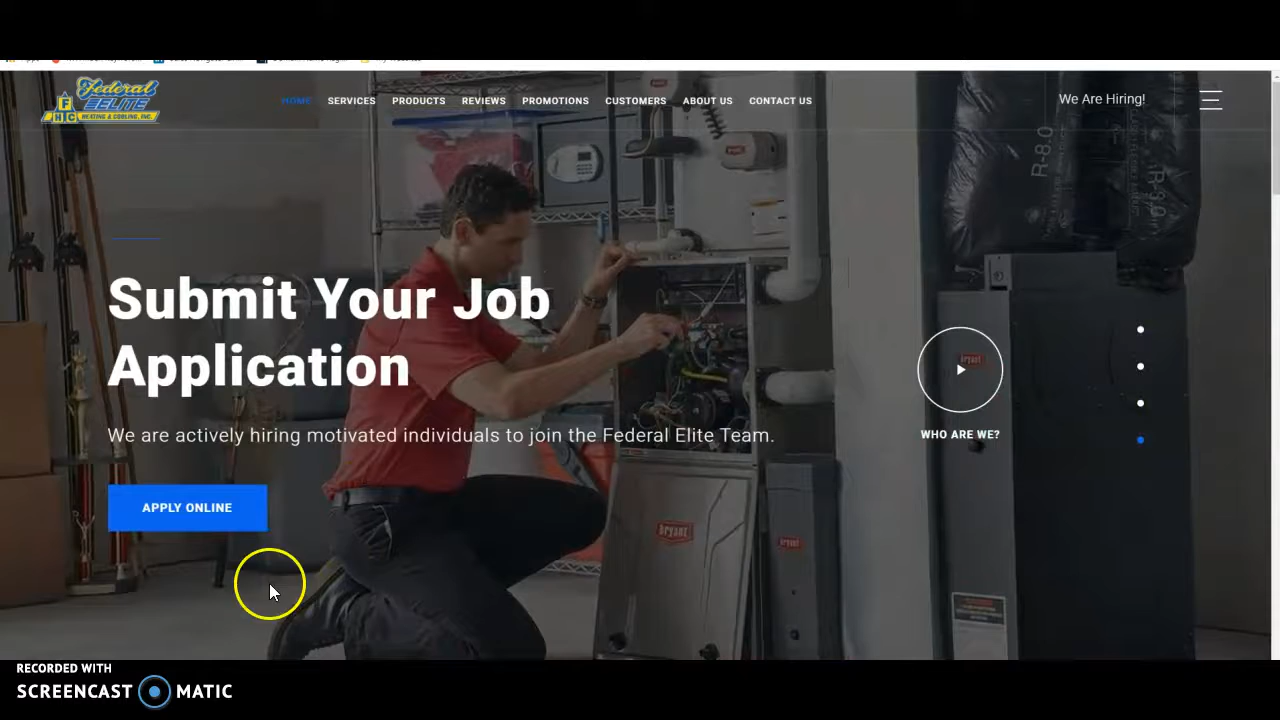 Federal
ELITE
F
H C HEATING & COOLING, INC.
HOME SERVICES PRODUCTS REVIEWS PROMOTIONS CUSTOMERS ABOUT US CONTACT US
We Are Hiring!
R-8.0
Submit Your Job
Application
We are actively hiring motivated individuals to join the Federal Elite Team.
APPLY ONLINE
bryant
WHO ARE WE?
bryant
bryant
RECORDED WITH
SCREENCAST MATIC